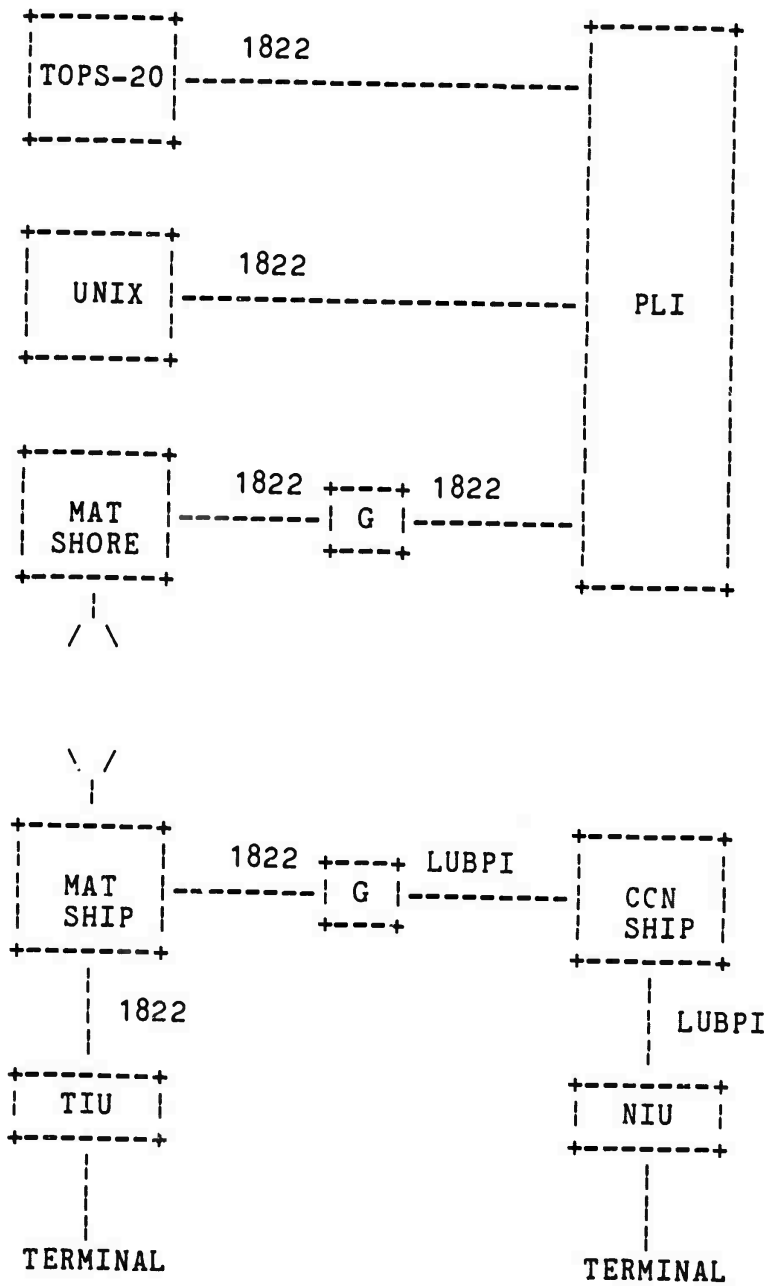 1822
TOPS-20
1822
UNIX
PLI
1822
1822
MAT
SHORE
G
1822
LUBPI
MAT
SHIP
G
CCN
SHIP
1822
LUBPI
TIU
NIU
TERMINAL
TERMINAL